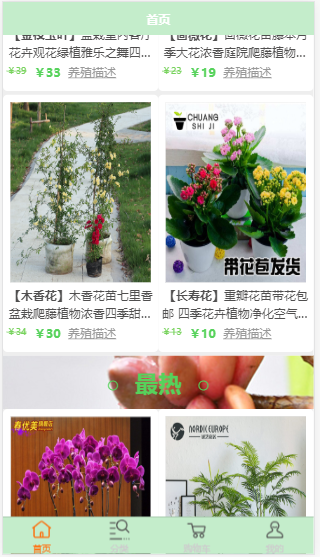 首页
【金枝玉叶】盆栽室内客厅
花卉观花绿植雅乐之舞四...
¥39 ¥33 养殖描述
【蔷薇花】蔷薇花苗藤本月
季大花浓香庭院爬藤植物...
¥23 ¥19 养殖描述
CHUANG
SHI JI
带花苞发货
【木香花】木香花苗七里香
盆栽爬藤植物浓香四季甜...
¥34 ¥30 养殖描述
【长寿花】重瓣花苗带花包
邮 四季花卉植物净化空气...
¥13 ¥10 养殖描述
最热
春优美
NORDIC EUROPE
首页
分类
购物车
我的